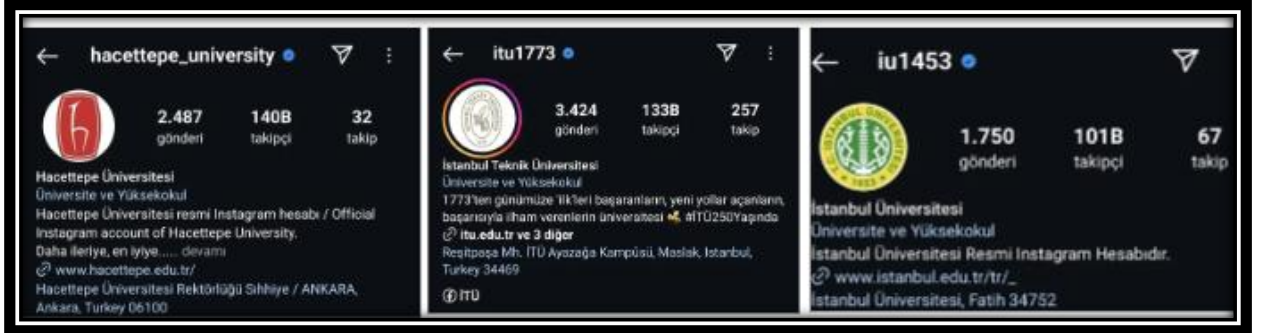 hacettepe_university
2.487 140B 32
gönderi takipçi takip
Hacettepe Üniversitesi
Üniversite ve Yüksekokul
Hacettepe Üniversitesi resmi Instagram hesabı / Official
Instagram account of Hacettepe University.
Daha ileriye, en iyiye..... devamı
www.hacettepe.edu.tr/
Hacettepe Üniversitesi Rektörlüğü Sıhhiye / ANKARA,
Ankara, Turkey 06100
itu1773
3.424 133B 257
gönderi takipçi takip
İstanbul Teknik Üniversitesi
Üniversite ve Yüksekokul
1773'ten günümüze 'ilk'leri başaranların, yeni yollar açanların,
başarısıyla ilham verenlerin üniversitesi #İTÜ250Yaşında
itu.edu.tr ve 3 diğer
Reşitpaşa Mh. İTÜ Ayazağa Kampüsü, Maslak, Istanbul,
Turkey 34469
İTÜ
iu1453
T.C. İSTANBUL ÜNİVERSİTESİ
1453
1.750 101B 67
gönderi takipçi takip
İstanbul Üniversitesi
Üniversite ve Yüksekokul
İstanbul Üniversitesi Resmi Instagram Hesabıdır.
www.istanbul.edu.tr/tr/_
İstanbul Üniversitesi, Fatih 34752